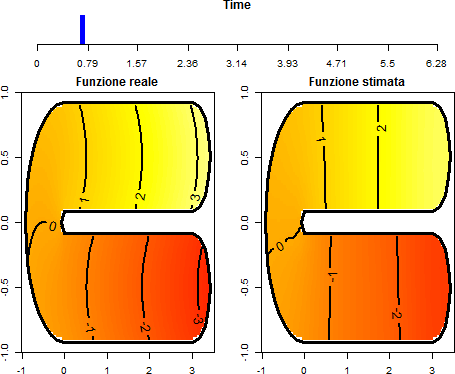 Time
0 0.79 1.57 2.36 3.14 3.93 4.71 5.5 6.28
Funzione reale Funzione stimata
1.0 1.0
1 2 3 1 2
0.5 0.5
0.0 0 0.0 0
-0.5 -1 -2 -3 -0.5 -1 -2
-1.0 -1.0
-1 0 1 2 3 -1 0 1 2 3